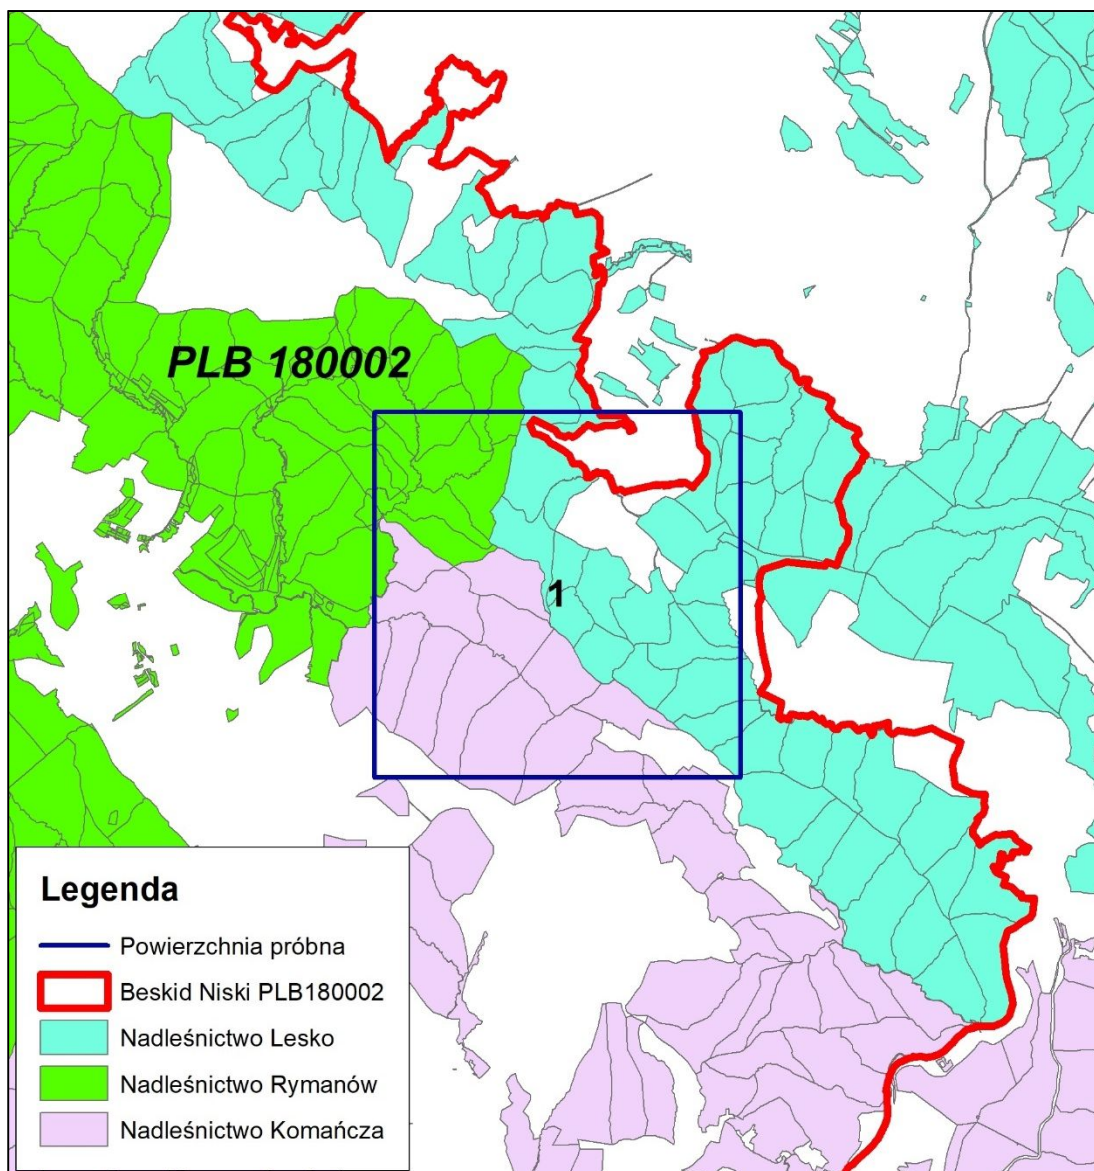 PLB 180002
1
Legenda
Powierzchnia próbna
Beskid Niski PLB180002
Nadleśnictwo Lesko
Nadleśnictwo Rymanów
Nadleśnictwo Komańcza